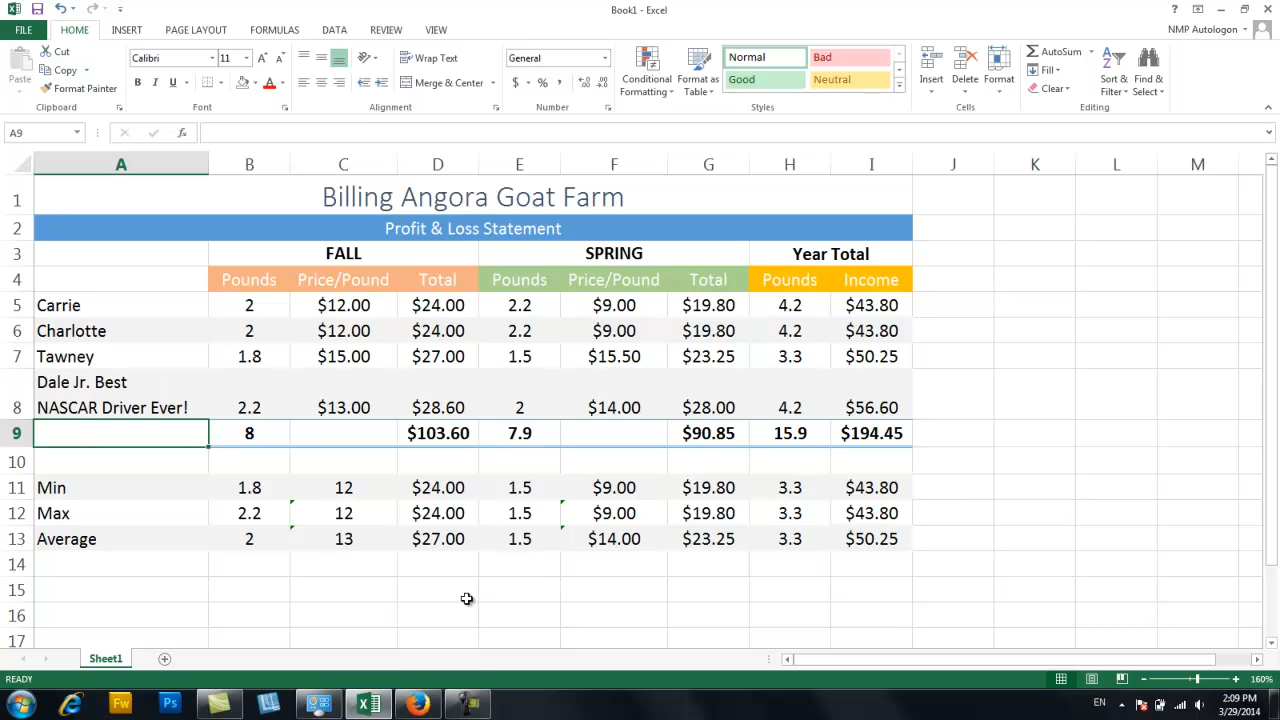 Book1 - Excel
FILE HOME INSERT PAGE LAYOUT FORMULAS DATA REVIEW VIEW NMP Autologon
Paste Cut Copy Format Painter Clipboard
Calibri 11 B I U A Font
Wrap Text Merge & Center Alignment
General $ % , Number
Conditional Formatting Format as Table Normal Bad Good Neutral Styles
Insert Delete Format Cells
AutoSum Fill Clear Sort & Filter Find & Select Editing
A9 fx
A B C D E F G H I J K L M
1 Billing Angora Goat Farm
2 Profit & Loss Statement
3 FALL SPRING Year Total
4 Pounds Price/Pound Total Pounds Price/Pound Total Pounds Income
5 Carrie 2 $12.00 $24.00 2.2 $9.00 $19.80 4.2 $43.80
6 Charlotte 2 $12.00 $24.00 2.2 $9.00 $19.80 4.2 $43.80
7 Tawney 1.8 $15.00 $27.00 1.5 $15.50 $23.25 3.3 $50.25
Dale Jr. Best
8 NASCAR Driver Ever! 2.2 $13.00 $28.60 2 $14.00 $28.00 4.2 $56.60
9 8 $103.60 7.9 $90.85 15.9 $194.45
10
11 Min 1.8 12 $24.00 1.5 $9.00 $19.80 3.3 $43.80
12 Max 2.2 12 $24.00 1.5 $9.00 $19.80 3.3 $43.80
13 Average 2 13 $27.00 1.5 $14.00 $23.25 3.3 $50.25
14
15
16
17
Sheet1
READY 160%
Fw Ps EN 2:09 PM
3/29/2014